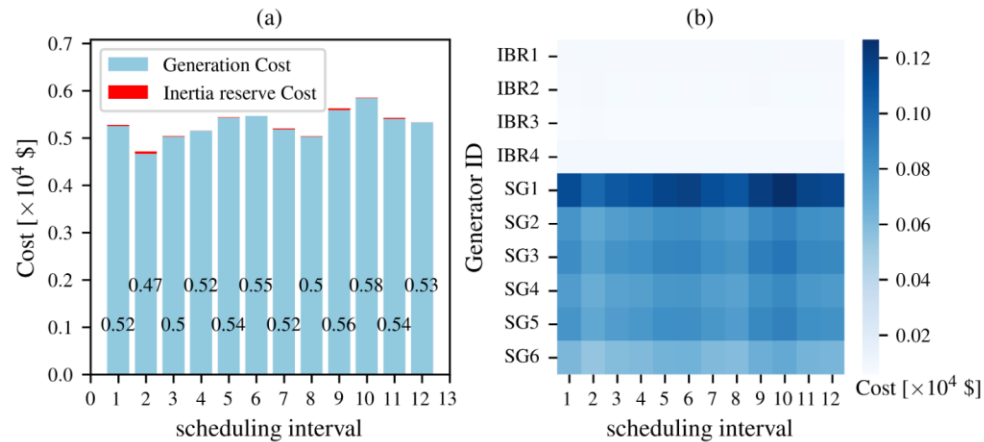 (a)
0.7
0.6
0.5
0.4
0.3
0.2
0.1
0.0
Cost [×10⁴ $]
Generation Cost
Inertia reserve Cost
0.47 0.52 0.55 0.5 0.58 0.53
0.52 0.5 0.54 0.52 0.56 0.54
0 1 2 3 4 5 6 7 8 9 10 11 12 13
scheduling interval
(b)
IBR1
IBR2
IBR3
IBR4
SG1
SG2
SG3
SG4
SG5
SG6
Generator ID
1 2 3 4 5 6 7 8 9 10 11 12
scheduling interval
0.12
0.10
0.08
0.06
0.04
0.02
Cost [×10⁴ $]